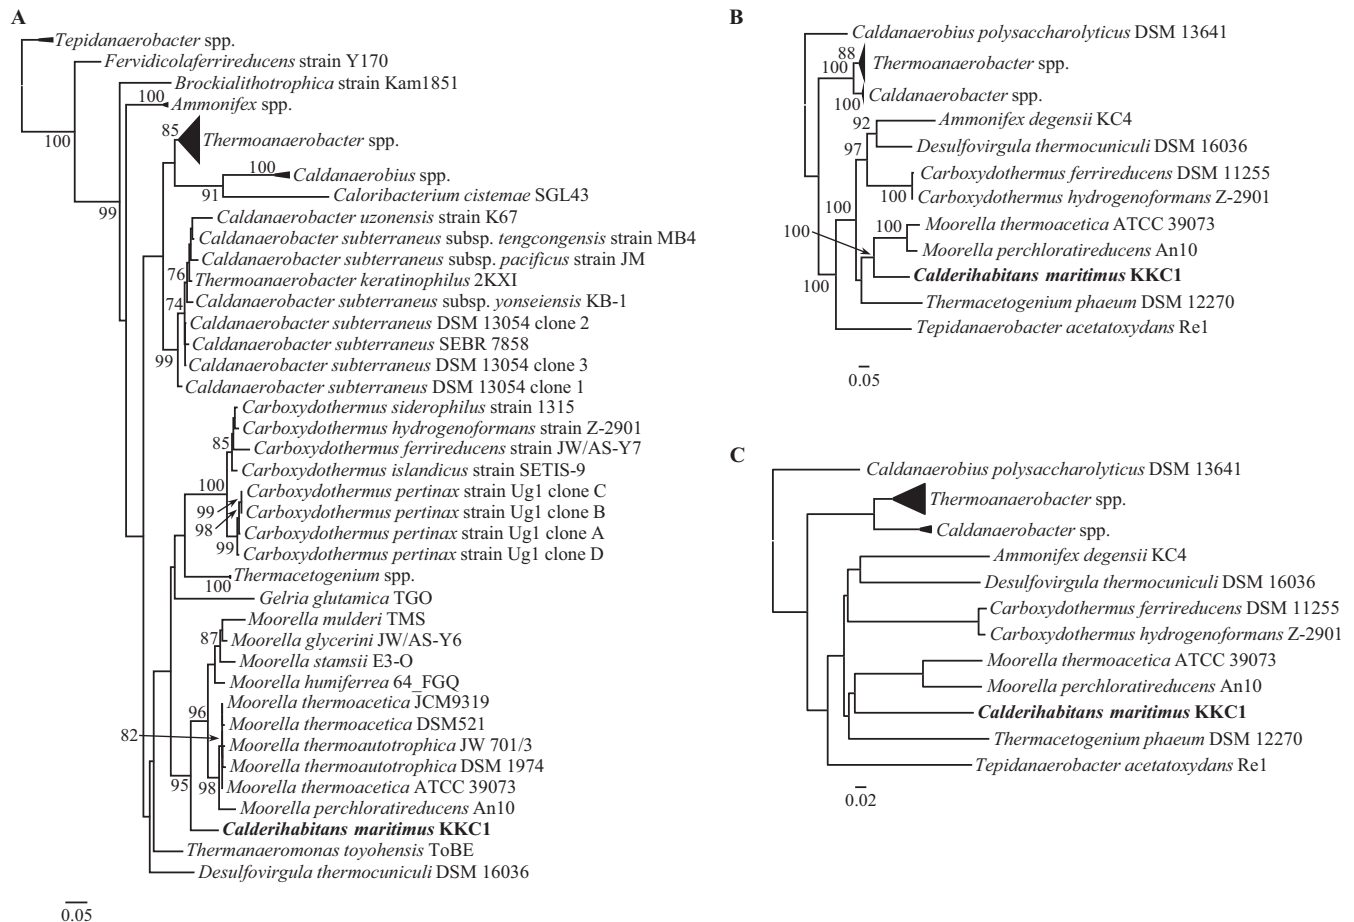 A
Tepidanaerobacter spp.
Fervidicolaferrireducens strain Y170
Brockialithotrophica strain Kam1851
100
Ammonifex spp.
85
Thermoanaerobacter spp.
100
100
Caldanaerobius spp.
91
Caloribacterium cistemae SGL43
99
Caldanaerobacter uzonensis strain K67
Caldanaerobacter subterraneus subsp. tengcongensis strain MB4
Caldanaerobacter subterraneus subsp. pacificus strain JM
76
Thermoanaerobacter keratinophilus 2KXI
74
Caldanaerobacter subterraneus subsp. yonseiensis KB-1
Caldanaerobacter subterraneus DSM 13054 clone 2
Caldanaerobacter subterraneus SEBR 7858
99
Caldanaerobacter subterraneus DSM 13054 clone 3
Caldanaerobacter subterraneus DSM 13054 clone 1
Carboxydothermus siderophilus strain 1315
Carboxydothermus hydrogenoformans strain Z-2901
85
Carboxydothermus ferrireducens strain JW/AS-Y7
Carboxydothermus islandicus strain SETIS-9
100
Carboxydothermus pertinax strain Ug1 clone C
99
Carboxydothermus pertinax strain Ug1 clone B
98
Carboxydothermus pertinax strain Ug1 clone A
99
Carboxydothermus pertinax strain Ug1 clone D
Thermacetogenium spp.
100
Gelria glutamica TGO
Moorella mulderi TMS
87
Moorella glycerini JW/AS-Y6
Moorella stamsii E3-O
Moorella humiferrea 64_FGQ
Moorella thermoacetica JCM9319
96
Moorella thermoacetica DSM521
82
Moorella thermoautotrophica JW 701/3
Moorella thermoautotrophica DSM 1974
95
98
Moorella thermoacetica ATCC 39073
Moorella perchloratireducens An10
Calderihabitans maritimus KKC1
Thermanaeromonas toyohensis ToBE
Desulfovirgula thermocuniculi DSM 16036
0.05
B
Caldanaerobius polysaccharolyticus DSM 13641
88
100
Thermoanaerobacter spp.
100
Caldanaerobacter spp.
92
Ammonifex degensii KC4
97
Desulfovirgula thermocuniculi DSM 16036
Carboxydothermus ferrireducens DSM 11255
100
Carboxydothermus hydrogenoformans Z-2901
100
100
100
Moorella thermoacetica ATCC 39073
Moorella perchloratireducens An10
Calderihabitans maritimus KKC1
100
Thermacetogenium phaeum DSM 12270
Tepidanaerobacter acetatoxydans Re1
0.05
C
Caldanaerobius polysaccharolyticus DSM 13641
Thermoanaerobacter spp.
Caldanaerobacter spp.
Ammonifex degensii KC4
Desulfovirgula thermocuniculi DSM 16036
Carboxydothermus ferrireducens DSM 11255
Carboxydothermus hydrogenoformans Z-2901
Moorella thermoacetica ATCC 39073
Moorella perchloratireducens An10
Calderihabitans maritimus KKC1
Thermacetogenium phaeum DSM 12270
Tepidanaerobacter acetatoxydans Re1
0.02